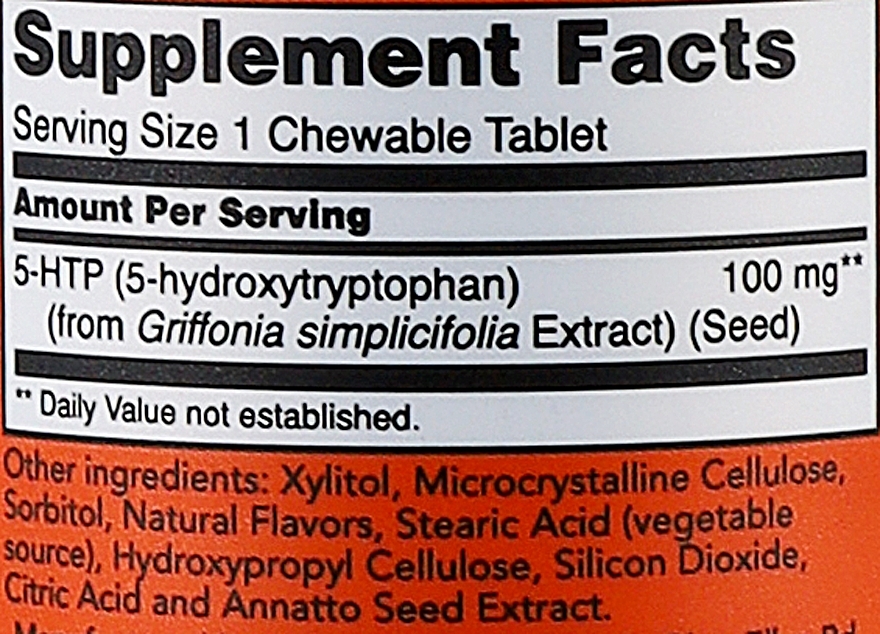 Supplement Facts
Serving Size 1 Chewable Tablet
Amount Per Serving
5-HTP (5-hydroxytryptophan) 100 mg**
(from Griffonia simplicifolia Extract) (Seed)
** Daily Value not established.
Other ingredients: Xylitol, Microcrystalline Cellulose,
Sorbitol, Natural Flavors, Stearic Acid (vegetable
source), Hydroxypropyl Cellulose, Silicon Dioxide,
Citric Acid and Annatto Seed Extract.